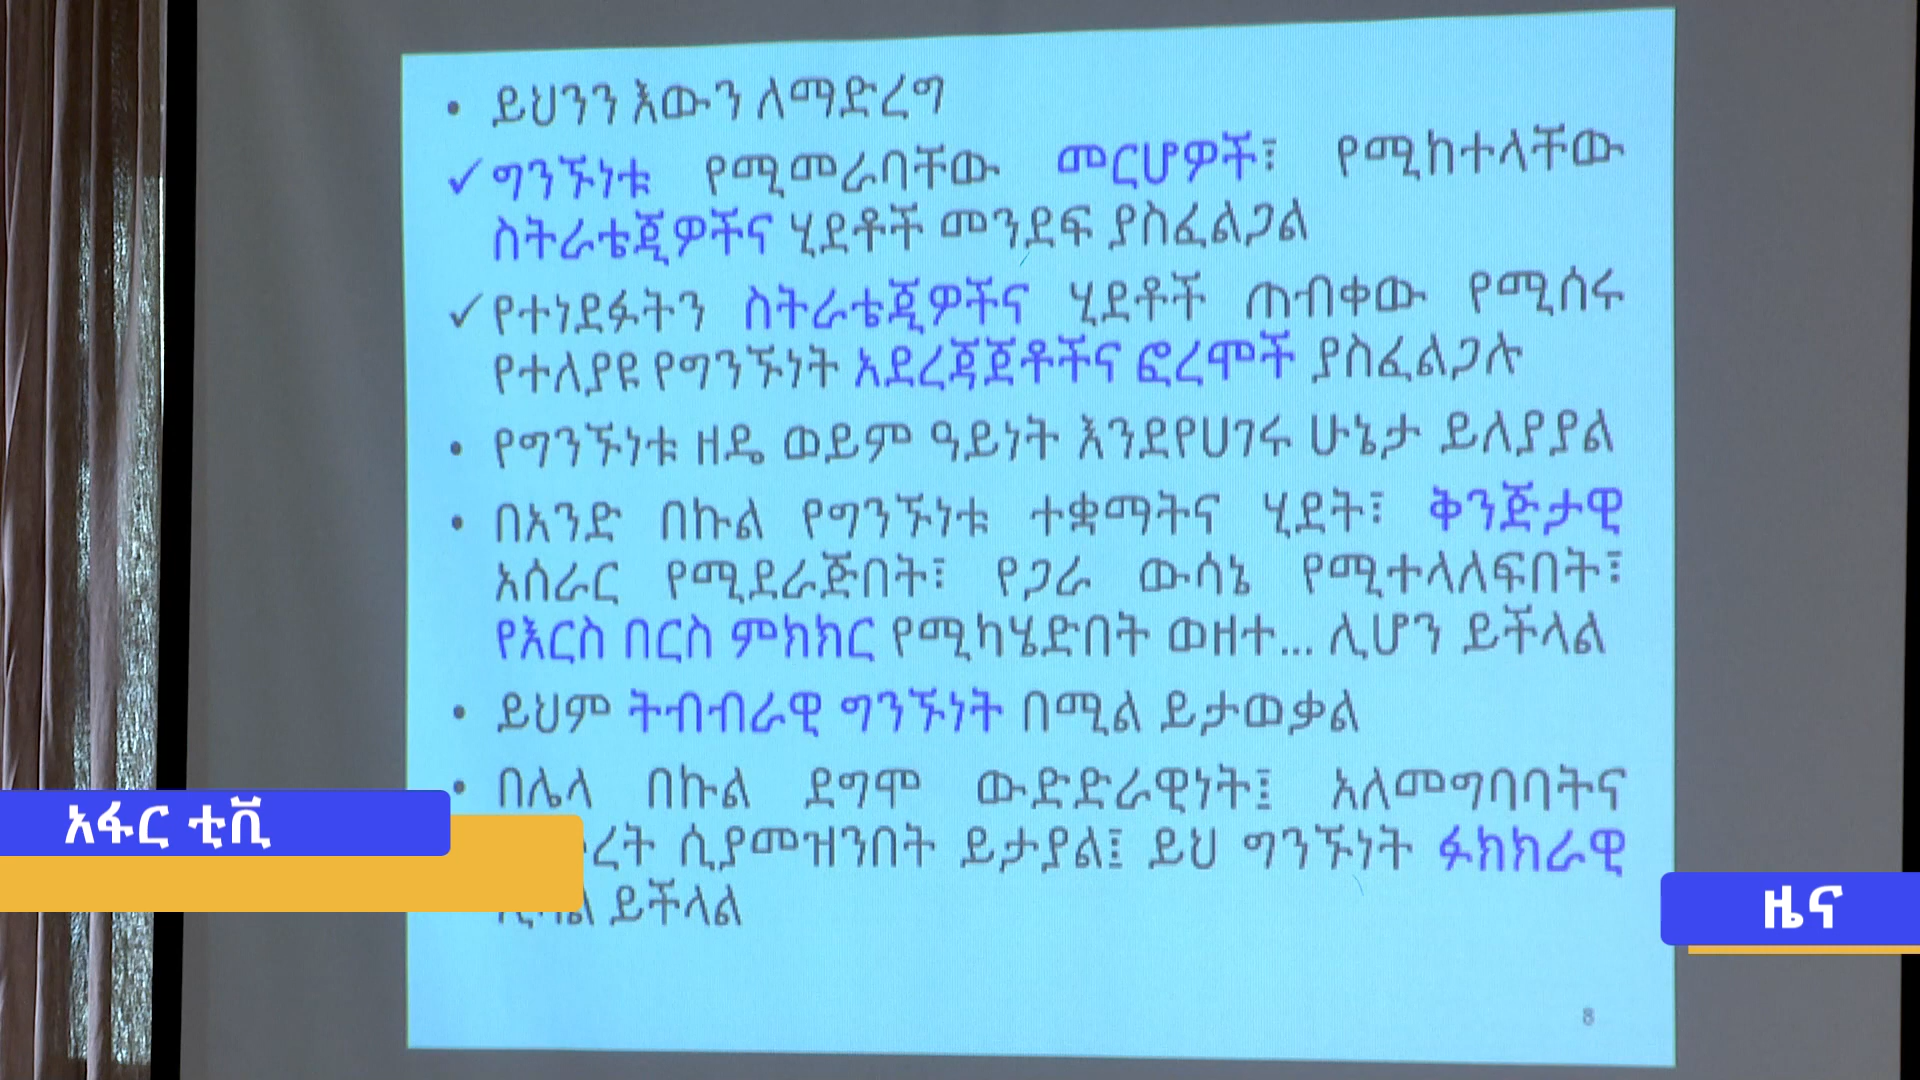 • ይህንን እውን ለማድረግ
✓ ግንኙነቱ የሚመራባቸው መርሆዎች፣ የሚከተላቸው
ስትራቴጂዎችና ሂደቶች መንደፍ ያስፈልጋል
✓ የተነደፉትን ስትራቴጂዎችና ሂደቶች ጠብቀው የሚሰሩ
የተለያዩ የግንኙነት አደረጃጀቶችና ፎረሞች ያስፈልጋሉ
• የግንኙነቱ ዘዴ ወይም ዓይነት እንደየሀገሩ ሁኔታ ይለያያል
• በአንድ በኩል የግንኙነቱ ተቋማትና ሂደት፣ ቅንጅታዊ
አሰራር የሚደራጅበት፣ የጋራ ውሳኔ የሚተላለፍበት፣
የእርስ በርስ ምክክር የሚካሄድበት ወዘተ... ሊሆን ይችላል
• ይህም ትብብራዊ ግንኙነት በሚል ይታወቃል
• በሌላ በኩል ደግሞ ውድድራዊነት፤ አለመግባባትና
ሲያመዝንበት ይታያል፤ ይህ ግንኙነት ፉክክራዊ
ይችላል
8
አፋር ቲቪ
ዜና